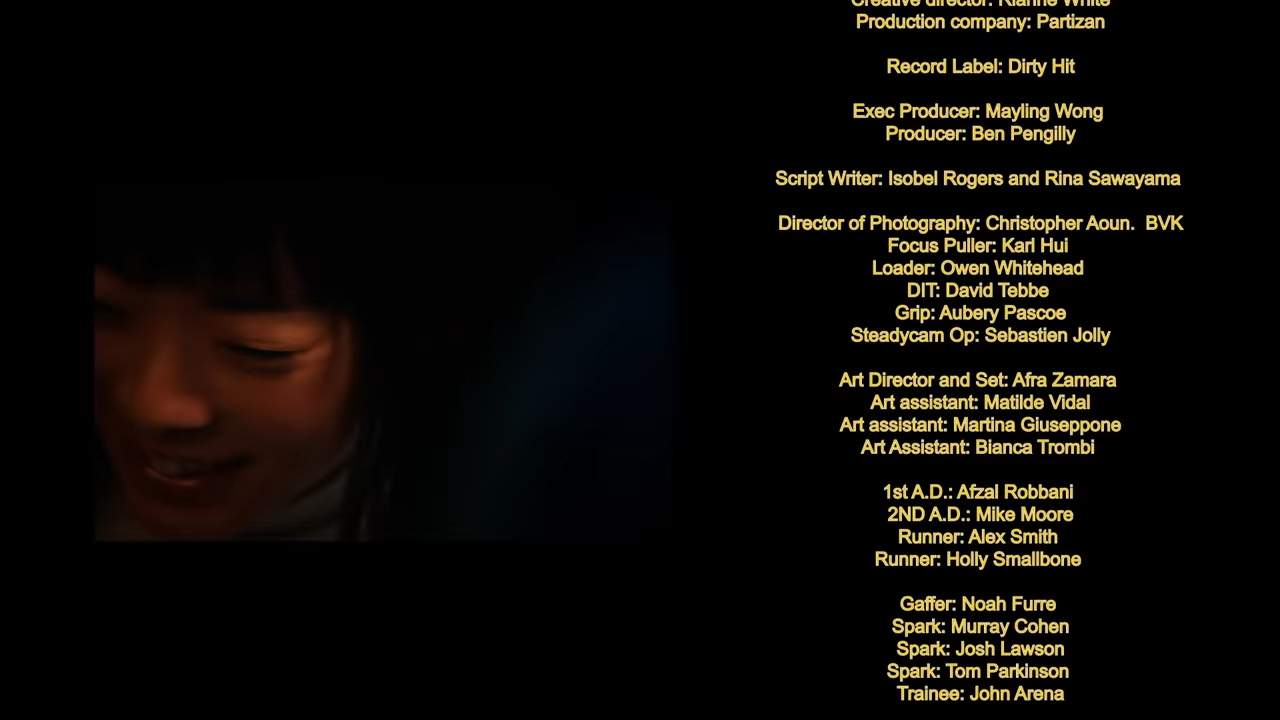 Creative director: Rianne White
Production company: Partizan
Record Label: Dirty Hit
Exec Producer: Mayling Wong
Producer: Ben Pengilly
Script Writer: Isobel Rogers and Rina Sawayama
Director of Photography: Christopher Aoun.  BVK
Focus Puller: Karl Hui
Loader: Owen Whitehead
DIT: David Tebbe
Grip: Aubery Pascoe
Steadycam Op: Sebastien Jolly
Art Director and Set: Afra Zamara
Art assistant: Matilde Vidal
Art assistant: Martina Giuseppone
Art Assistant: Bianca Trombi
1st A.D.: Afzal Robbani
2ND A.D.: Mike Moore
Runner: Alex Smith
Runner: Holly Smallbone
Gaffer: Noah Furre
Spark: Murray Cohen
Spark: Josh Lawson
Spark: Tom Parkinson
Trainee: John Arena